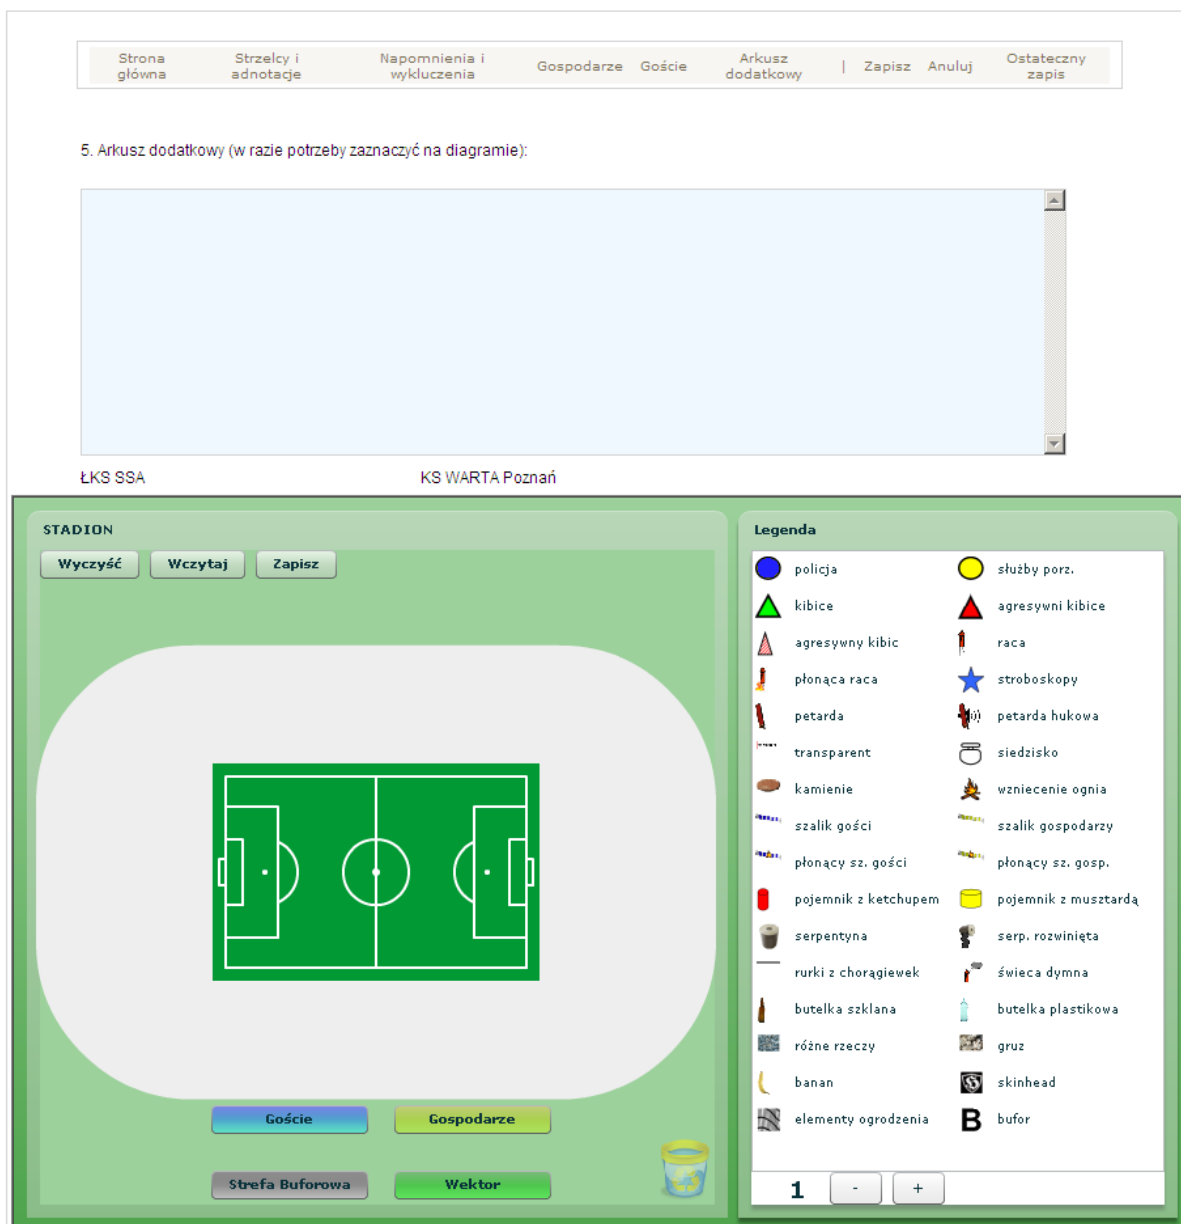 Strona główna
Strzelcy i adnotacje
Napomnienia i wykluczenia
Gospodarze
Goście
Arkusz dodatkowy
|
Zapisz
Anuluj
Ostateczny zapis
5. Arkusz dodatkowy (w razie potrzeby zaznaczyć na diagramie):
ŁKS SSA
KS WARTA Poznań
STADION
Wyczyść
Wczytaj
Zapisz
Goście
Gospodarze
Strefa Buforowa
Wektor
Legenda
policja
służby porz.
kibice
agresywni kibice
agresywny kibic
raca
płonąca raca
stroboskopy
petarda
petarda hukowa
transparent
siedzisko
kamienie
wzniecenie ognia
szalik gości
szalik gospodarzy
płonący sz. gości
płonący sz. gosp.
pojemnik z ketchupem
pojemnik z musztardą
serpentyna
serp. rozwinięta
rurki z chorągiewek
świeca dymna
butelka szklana
butelka plastikowa
różne rzeczy
gruz
banan
skinhead
elementy ogrodzenia
B bufor
1 - +